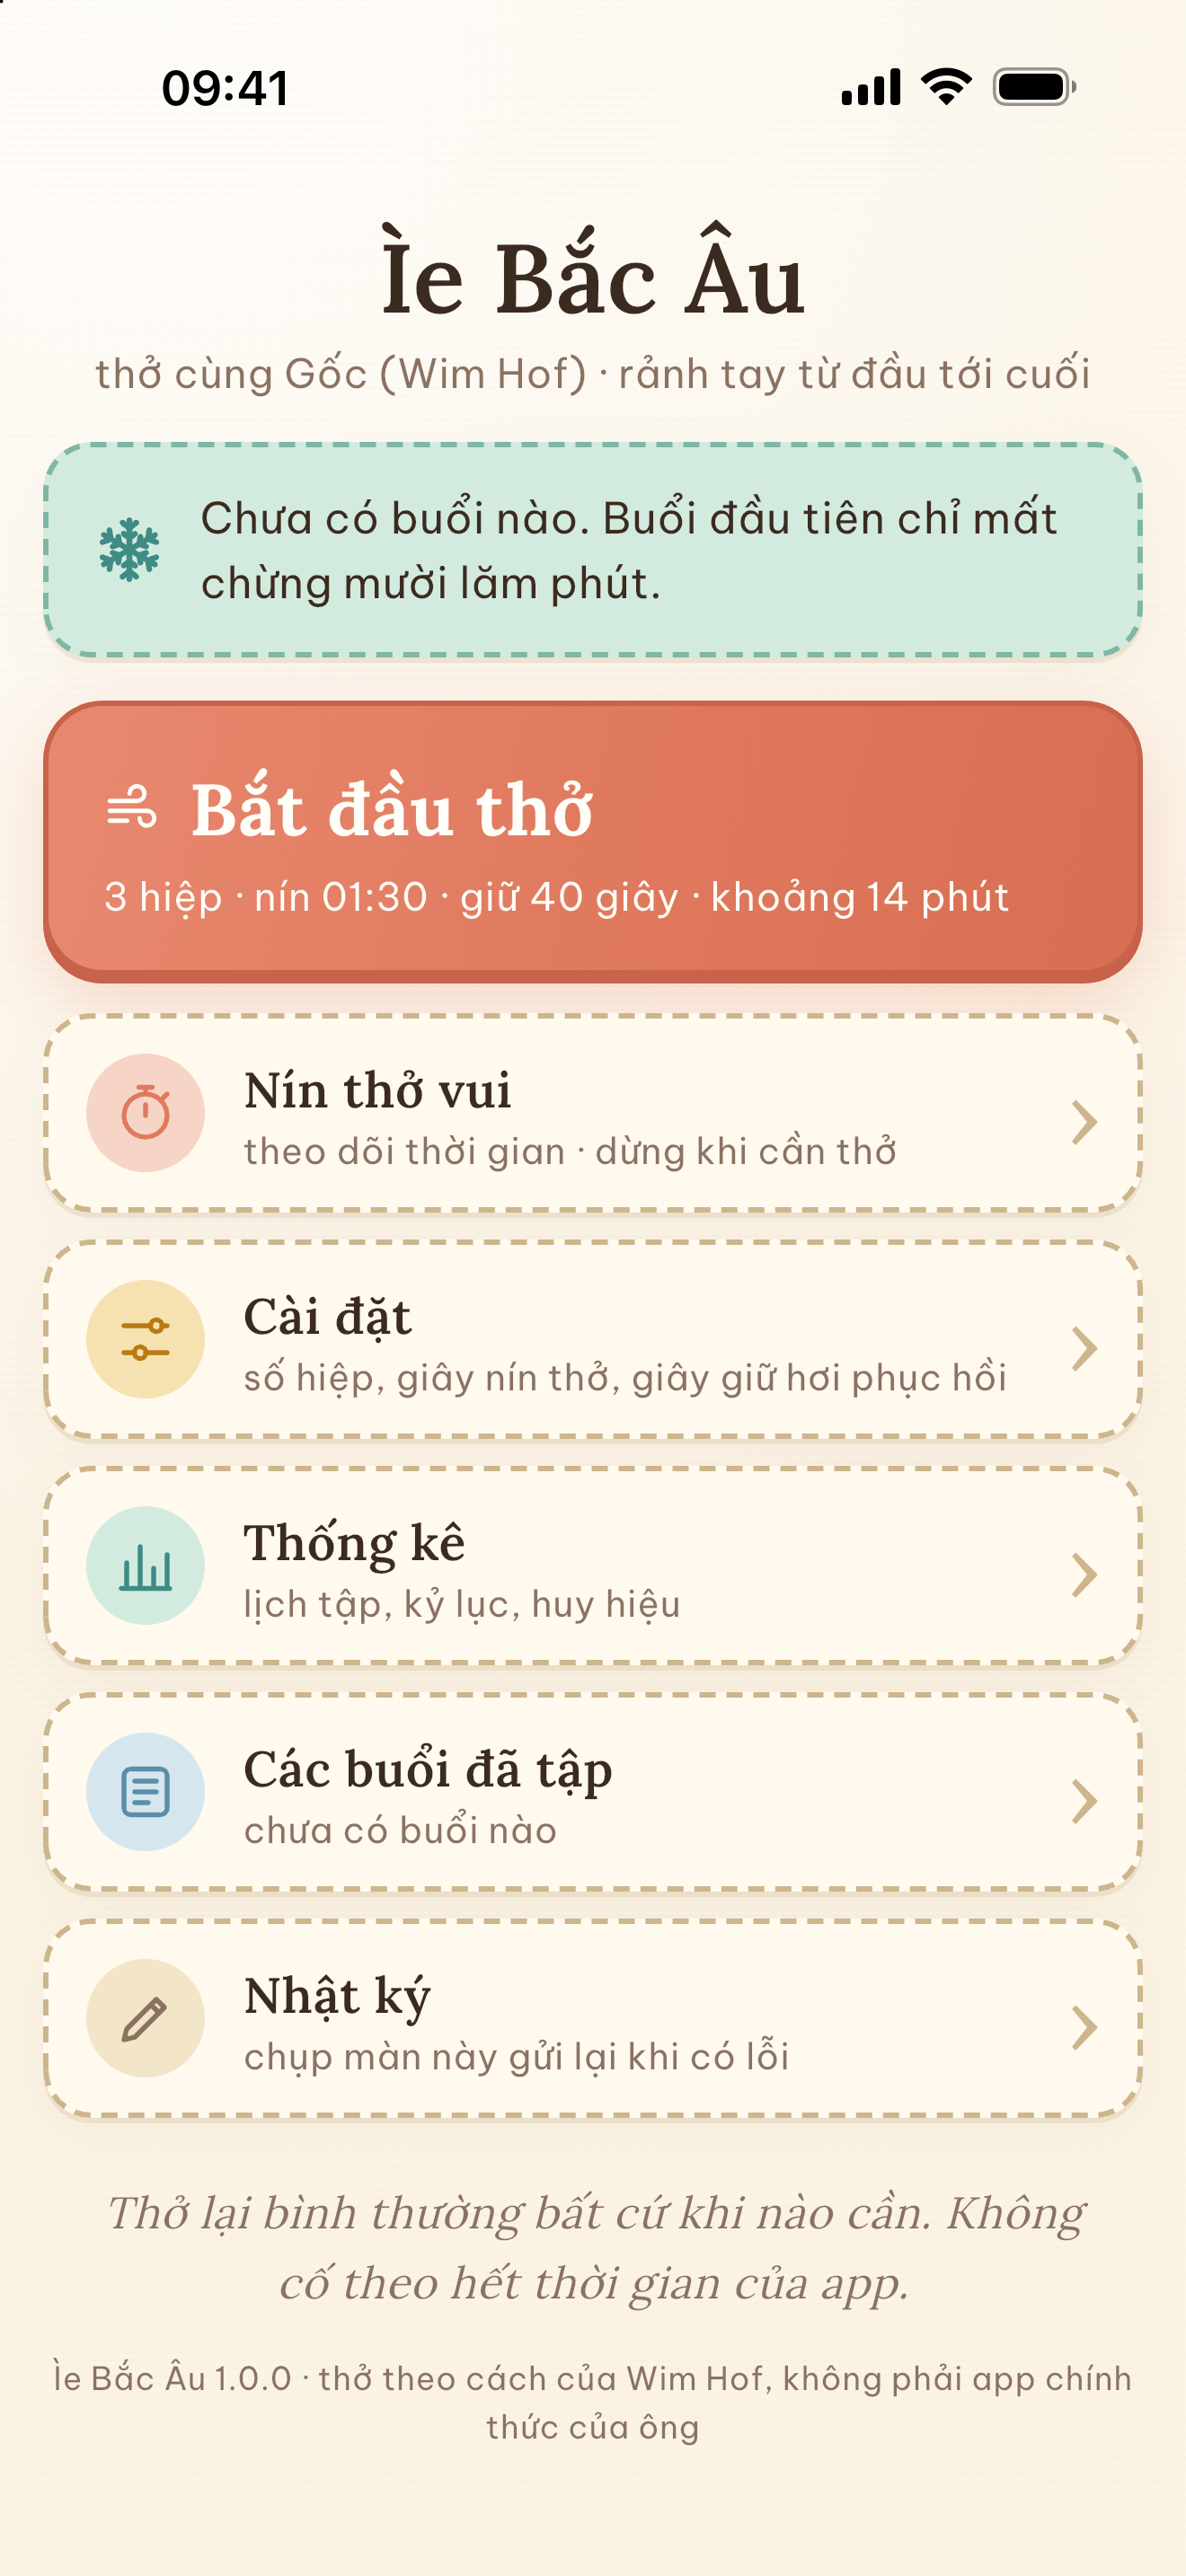 09:41
Ìe Bắc Âu
thở cùng Gốc (Wim Hof) · rảnh tay từ đầu tới cuối
Chưa có buổi nào. Buổi đầu tiên chỉ mất
chừng mười lăm phút.
Bắt đầu thở
3 hiệp · nín 01:30 · giữ 40 giây · khoảng 14 phút
Nín thở vui
theo dõi thời gian · dừng khi cần thở
Cài đặt
số hiệp, giây nín thở, giây giữ hơi phục hồi
Thống kê
lịch tập, kỷ lục, huy hiệu
Các buổi đã tập
chưa có buổi nào
Nhật ký
chụp màn này gửi lại khi có lỗi
Thở lại bình thường bất cứ khi nào cần. Không
cố theo hết thời gian của app.
Ìe Bắc Âu 1.0.0 · thở theo cách của Wim Hof, không phải app chính
thức của ông